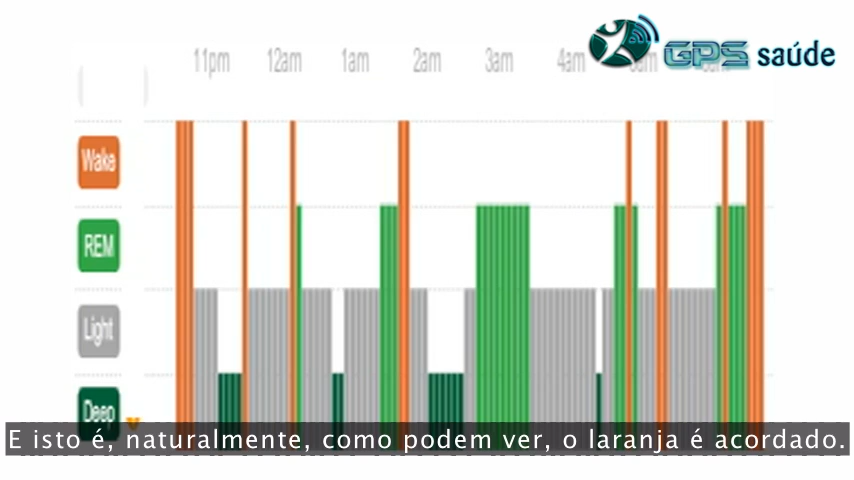 GPS saúde
11pm 12am 1am 2am 3am 4am
Wake
REM
Light
Deep
E isto é, naturalmente, como podem ver, o laranja é acordado.